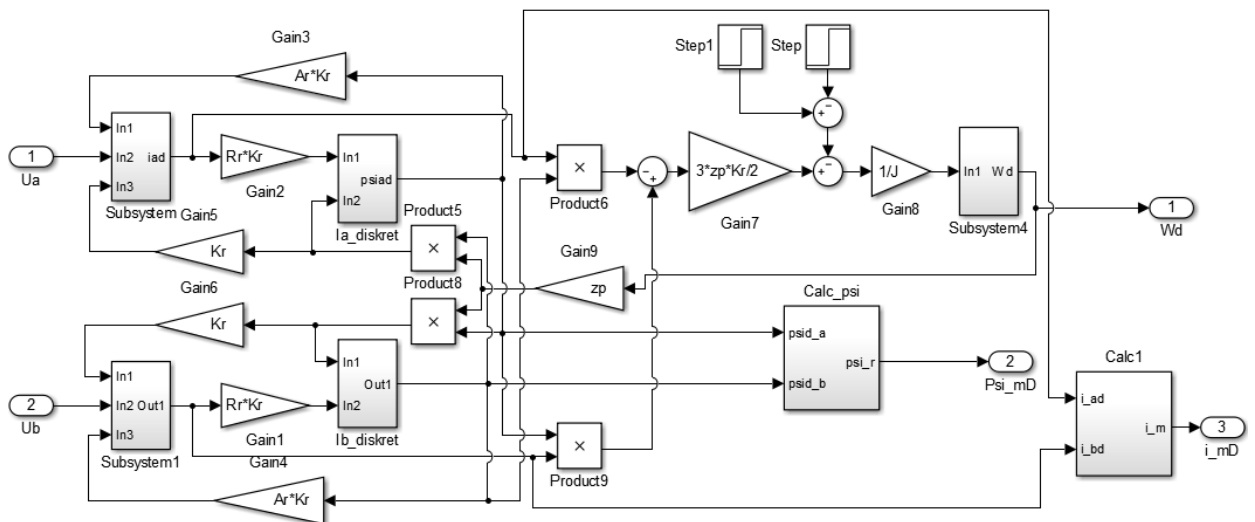 Gain3
Ar*Kr
Step1
Step
1
Ua
In1
In2
In3
iad
Subsystem
Rr*Kr
Gain2
In1
psiad
In2
Ia_diskret
×
Product6
3*zp*Kr/2
Gain7
1/J
Gain8
In1
Wd
Subsystem4
1
Wd
Gain5
Kr
Product5
×
Product8
×
Gain9
zp
Gain6
Kr
Calc_psi
psid_a
psid_b
psi_r
2
Psi_mD
2
Ub
In1
In2
In3
Out1
Subsystem1
Rr*Kr
Gain1
In1
Out1
In2
Ib_diskret
Gain4
Ar*Kr
×
Product9
Calc1
i_ad
i_m
i_bd
3
i_mD